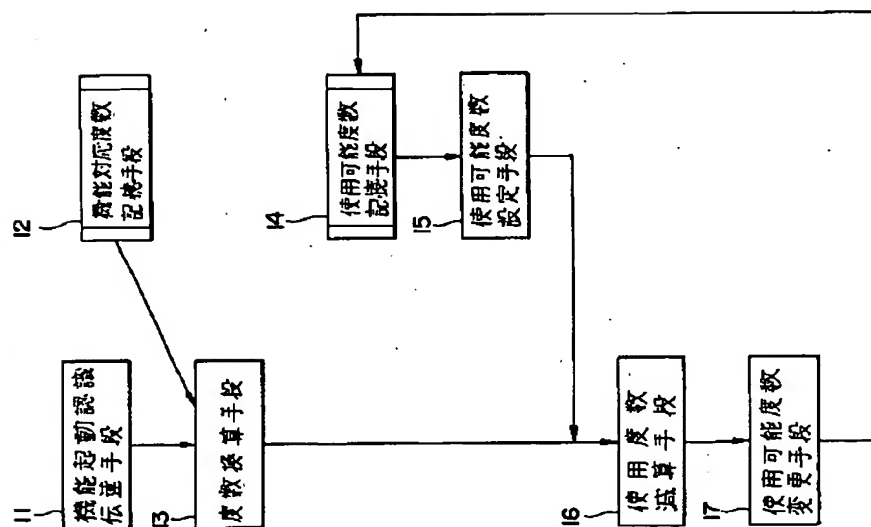 11
機能起動認識
伝達手段
12
機能対応度数
記憶手段
13
度数換算手段
14
使用可能度数
記憶手段
15
使用可能度数
設定手段
16
使用度数
減算手段
17
使用可能度数
変更手段